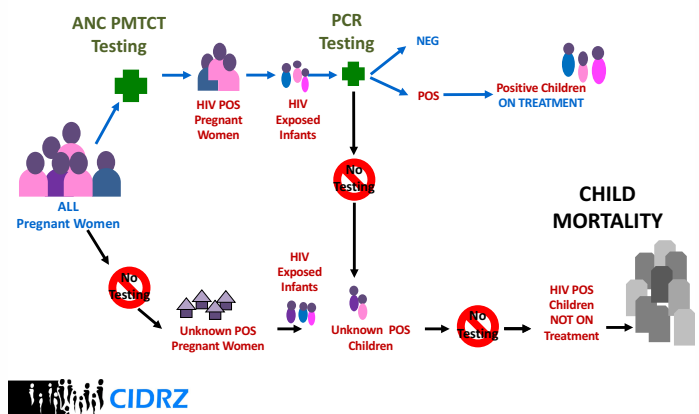 ANC PMTCT
Testing
PCR
Testing
NEG
POS
Positive Children
ON TREATMENT
HIV POS
Pregnant
Women
HIV
Exposed
Infants
ALL
Pregnant Women
No
Testing
No
Testing
CHILD
MORTALITY
HIV
Exposed
Infants
Unknown POS
Pregnant Women
Unknown POS
Children
No
Testing
HIV POS
Children
NOT ON
Treatment
CIDRZ